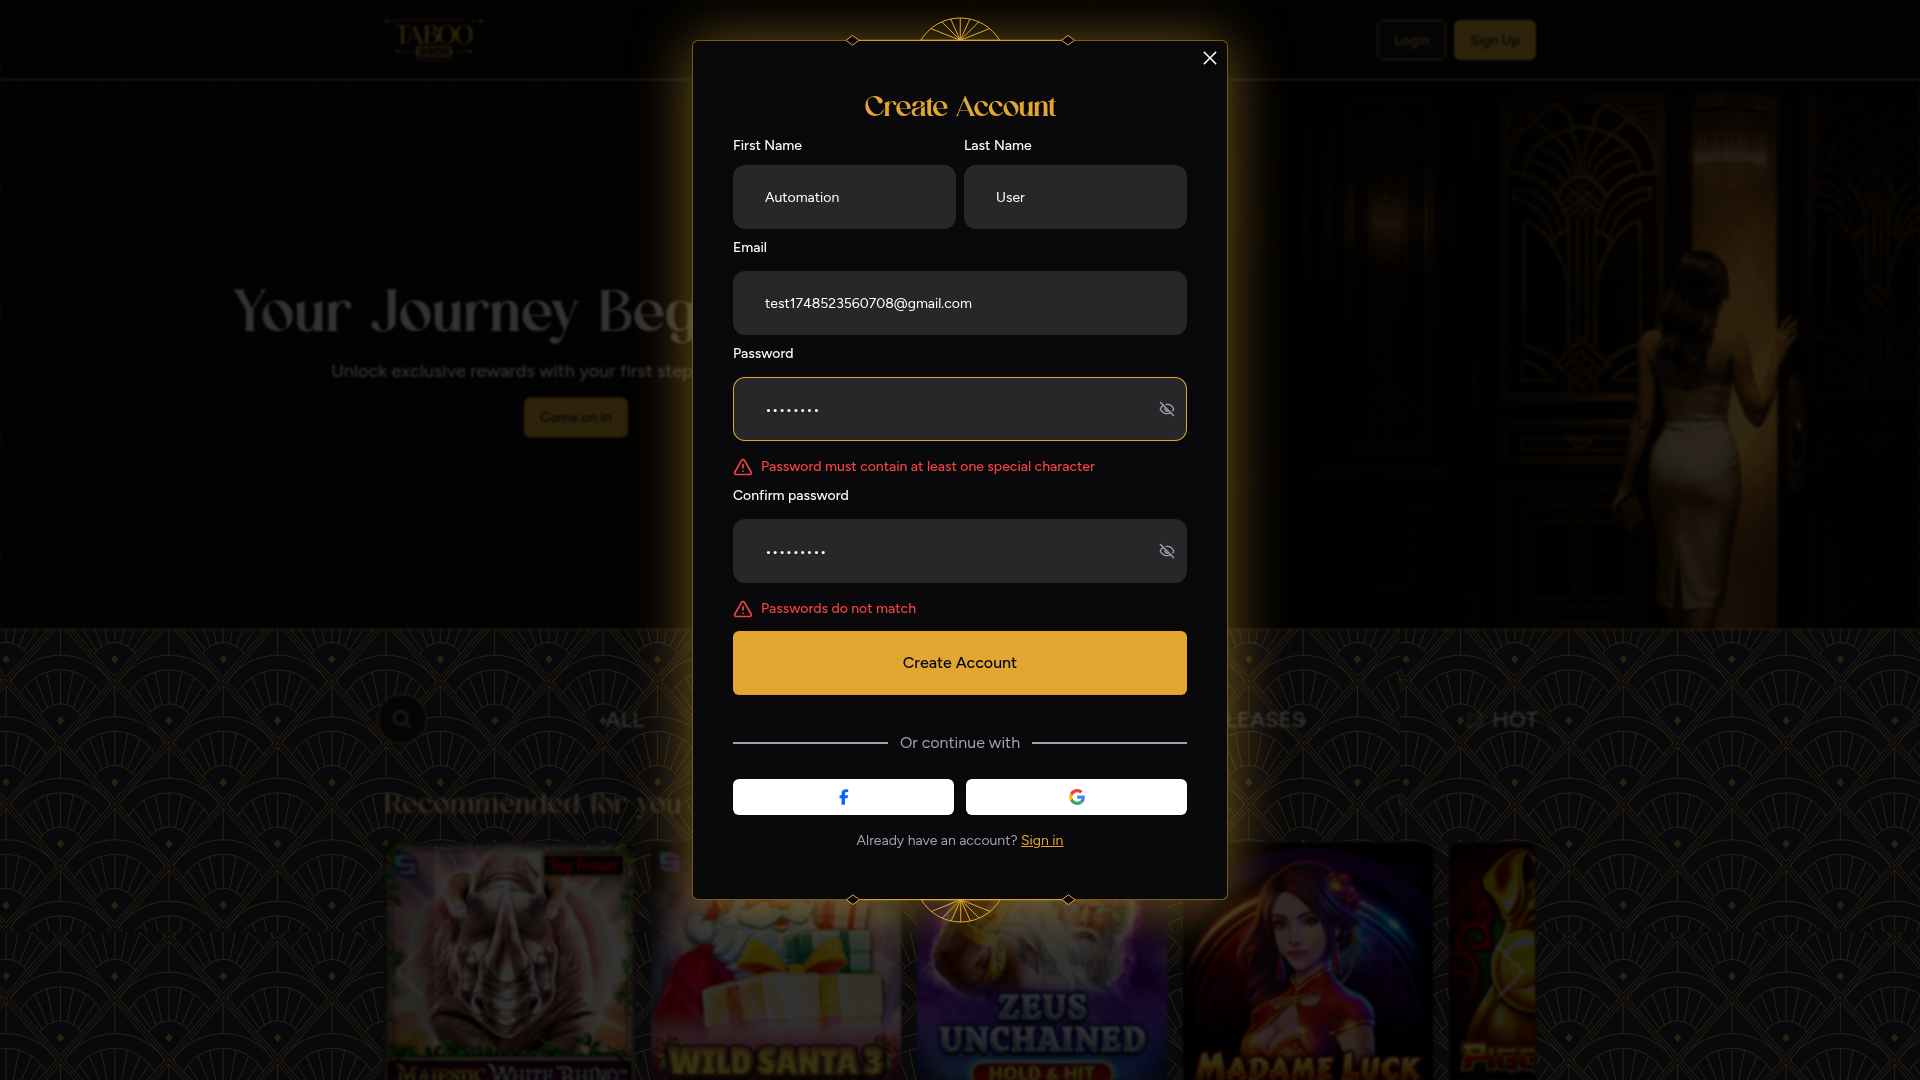 TABOO
Login
Sign Up
Create Account
First Name
Last Name
Automation
User
Email
test1748523560708@gmail.com
Password
••••••••
Password must contain at least one special character
Confirm password
•••••••••
Passwords do not match
Create Account
Or continue with
Already have an account? Sign in
Your Journey Beg
Unlock exclusive rewards with your first step
Come on in
ALL
LEASES
HOT
Recommended for you
Buy Feature
MAJESTIC WHITE RHINO
WILD SANTA 3
ZEUS
UNCHAINED
HOLD & HIT
MADAME LUCK
PIGG